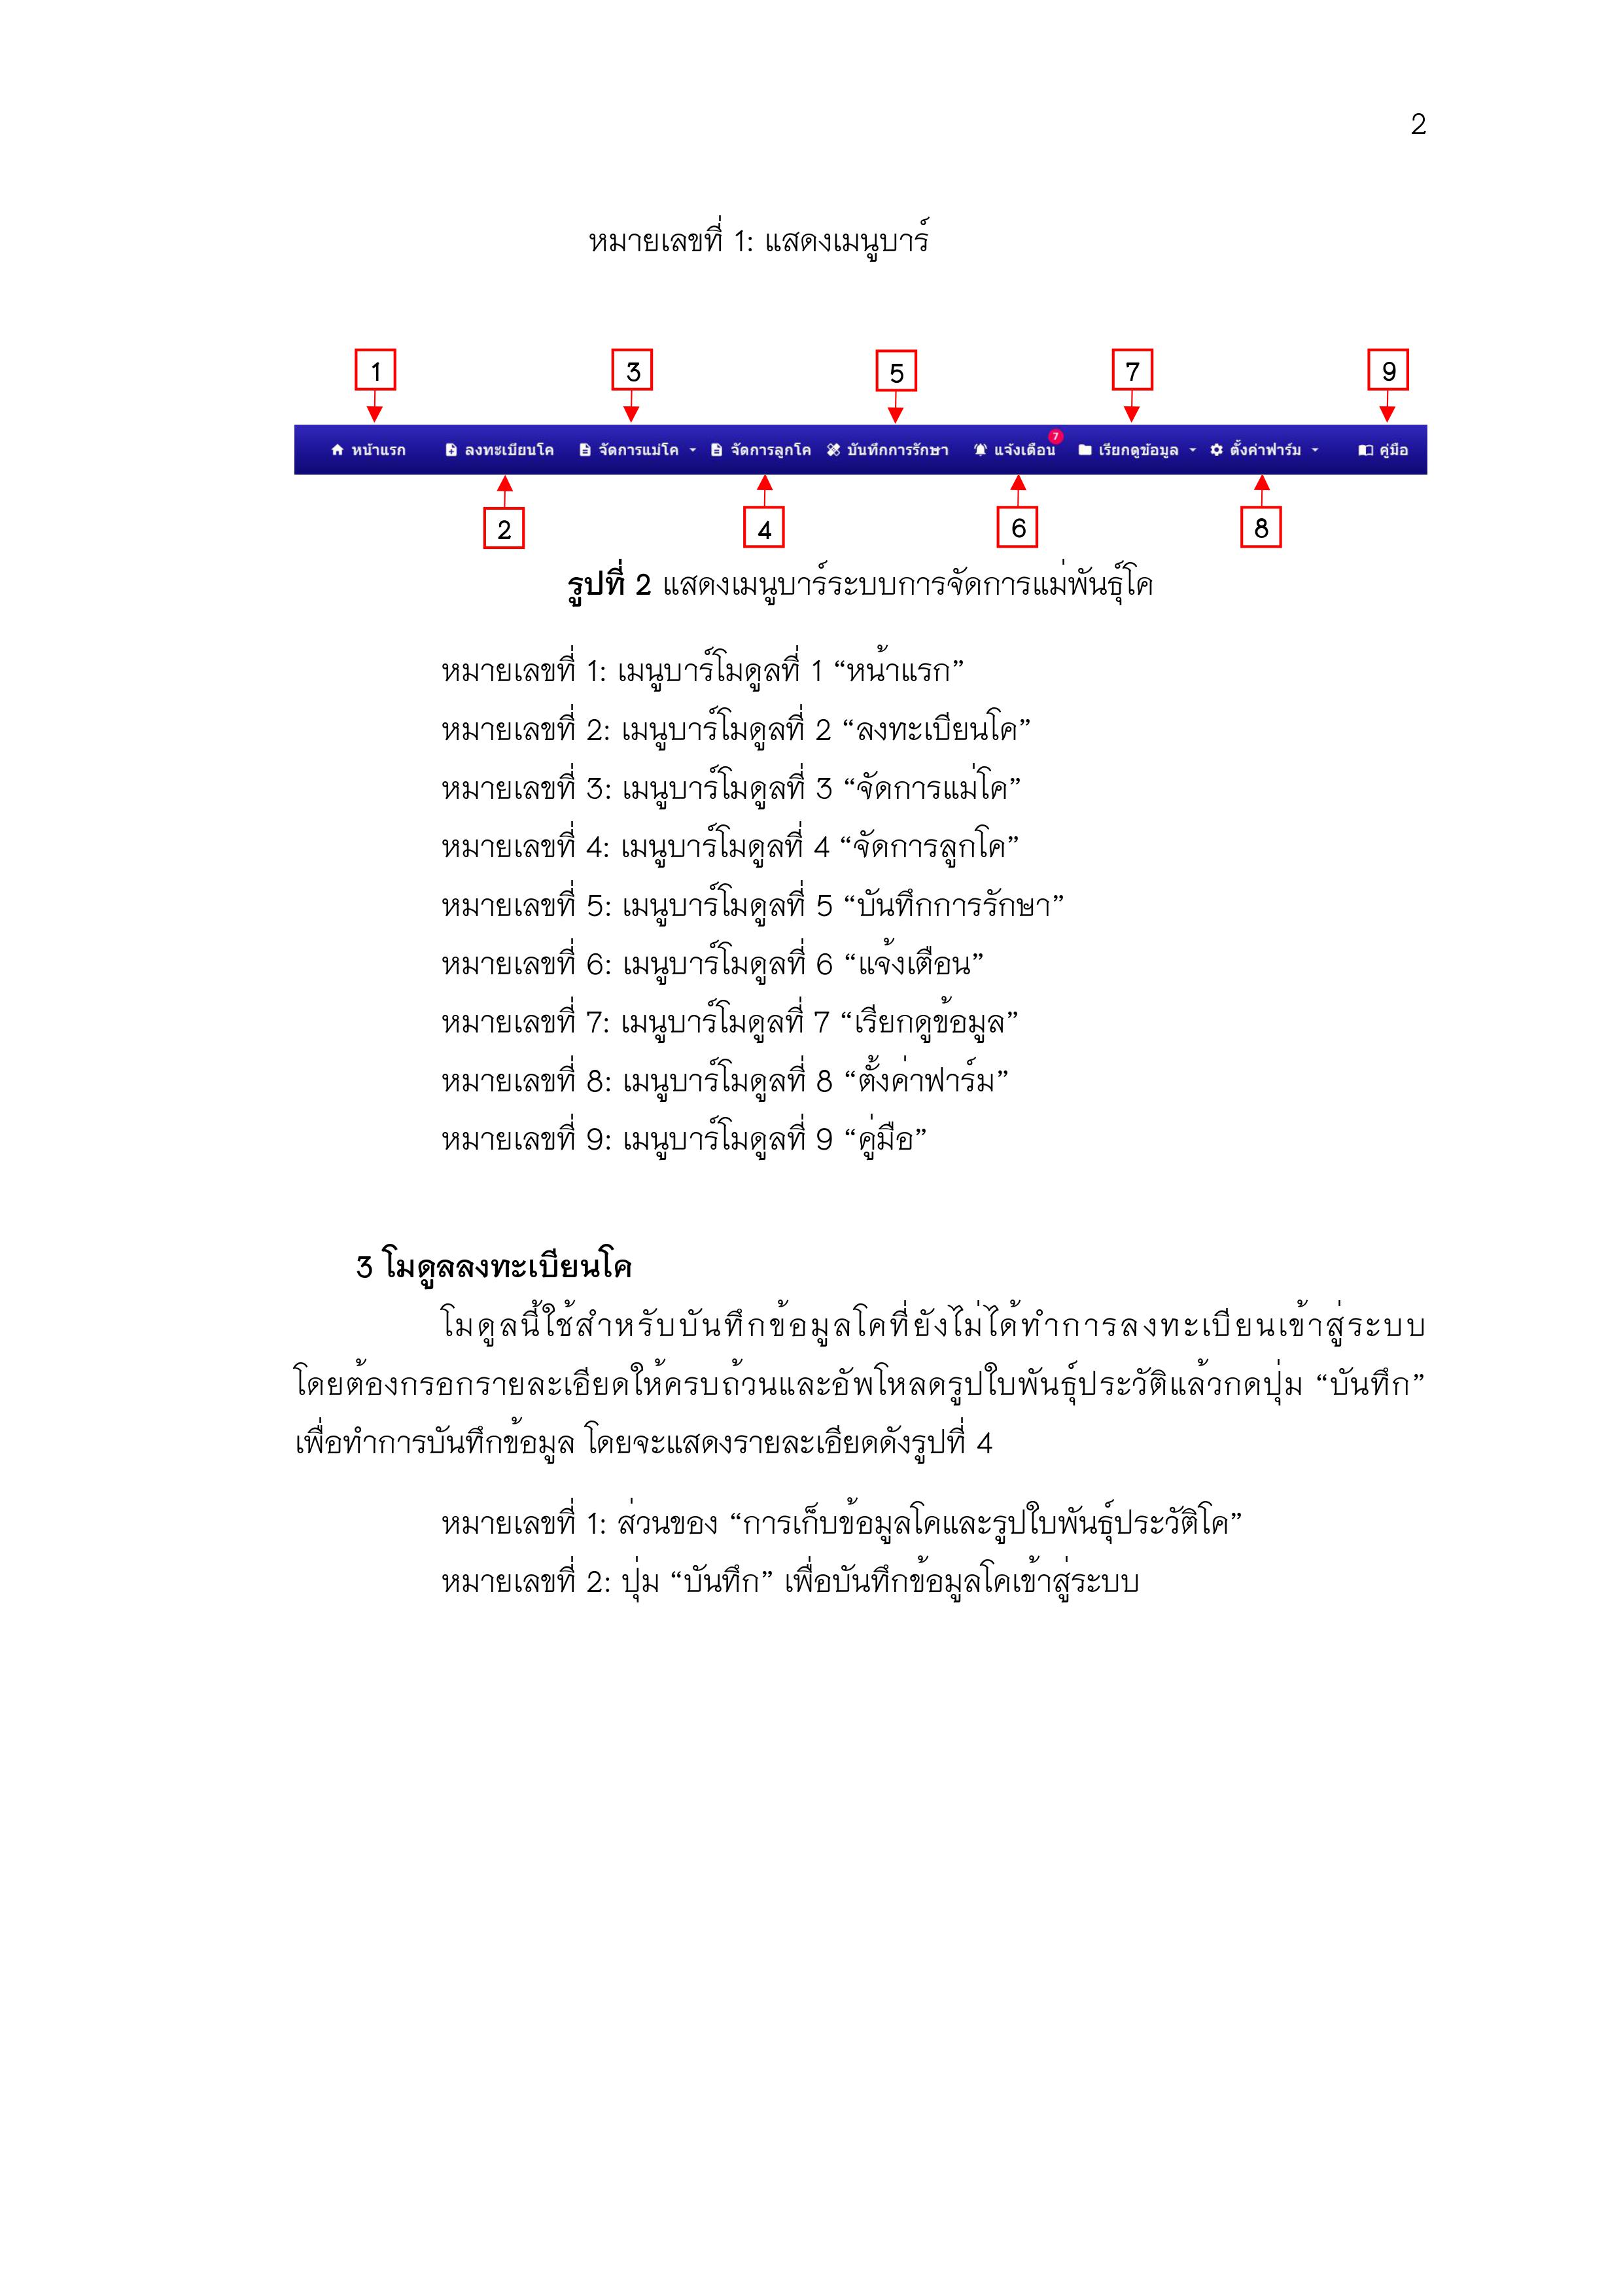 2
หมายเลขที่ 1: แสดงเมนูบาร์
1 3 5 7 9
หน้าแรก ลงทะเบียนโค จัดการแม่โค จัดการลูกโค บันทึกการรักษา แจ้งเตือน 7 เรียกดูข้อมูล ตั้งค่าฟาร์ม คู่มือ
2 4 6 8
รูปที่ 2 แสดงเมนูบาร์ระบบการจัดการแม่พันธุ์โค
หมายเลขที่ 1: เมนูบาร์โมดูลที่ 1 “หน้าแรก”
หมายเลขที่ 2: เมนูบาร์โมดูลที่ 2 “ลงทะเบียนโค”
หมายเลขที่ 3: เมนูบาร์โมดูลที่ 3 “จัดการแม่โค”
หมายเลขที่ 4: เมนูบาร์โมดูลที่ 4 “จัดการลูกโค”
หมายเลขที่ 5: เมนูบาร์โมดูลที่ 5 “บันทึกการรักษา”
หมายเลขที่ 6: เมนูบาร์โมดูลที่ 6 “แจ้งเตือน”
หมายเลขที่ 7: เมนูบาร์โมดูลที่ 7 “เรียกดูข้อมูล”
หมายเลขที่ 8: เมนูบาร์โมดูลที่ 8 “ตั้งค่าฟาร์ม”
หมายเลขที่ 9: เมนูบาร์โมดูลที่ 9 “คู่มือ”
3 โมดูลลงทะเบียนโค
โมดูลนี้ใช้สำหรับบันทึกข้อมูลโคที่ยังไม่ได้ทำการลงทะเบียนเข้าสู่ระบบ
โดยต้องกรอกรายละเอียดให้ครบถ้วนและอัพโหลดรูปใบพันธุ์ประวัติแล้วกดปุ่ม “บันทึก”
เพื่อทำการบันทึกข้อมูล โดยจะแสดงรายละเอียดดังรูปที่ 4
หมายเลขที่ 1: ส่วนของ “การเก็บข้อมูลโคและรูปใบพันธุ์ประวัติโค”
หมายเลขที่ 2: ปุ่ม “บันทึก” เพื่อบันทึกข้อมูลโคเข้าสู่ระบบ